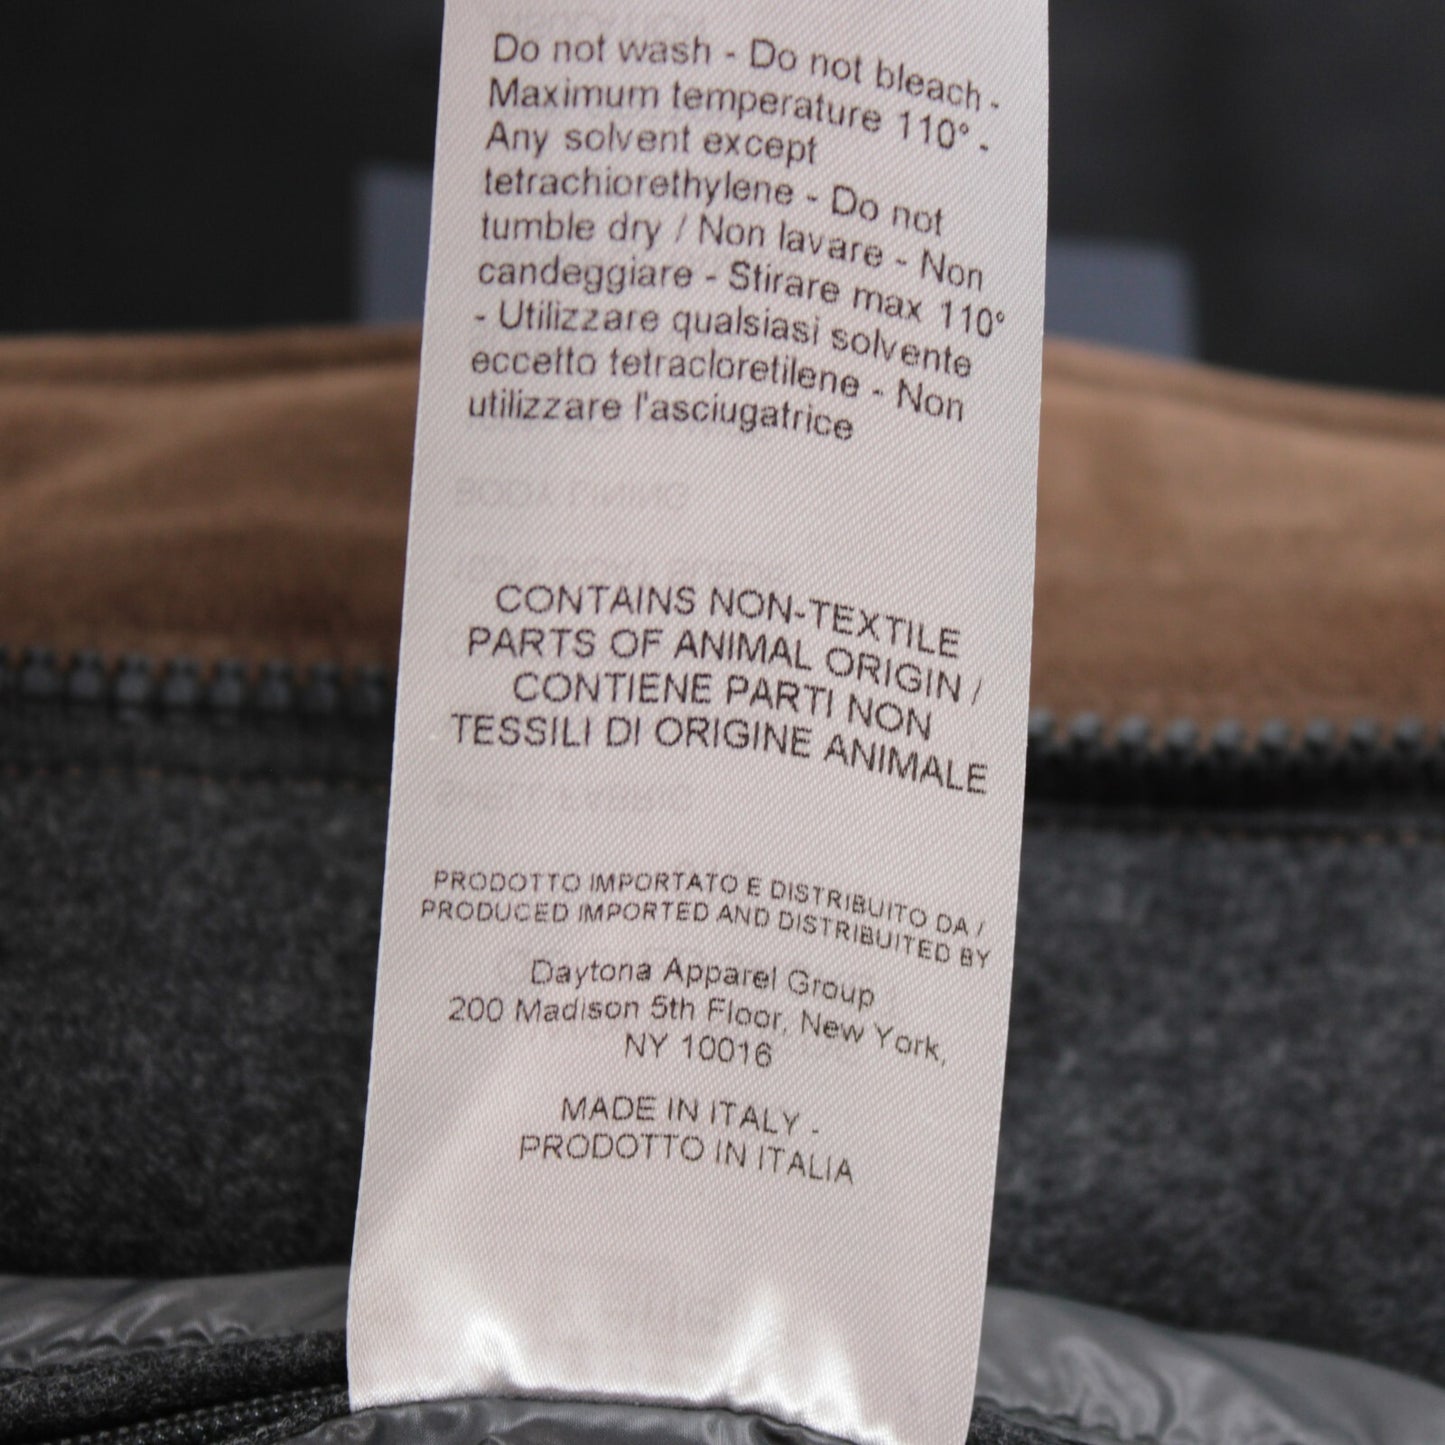 Do not wash - Do not bleach -
Maximum temperature 110° -
Any solvent except
tetrachiorethylene - Do not
tumble dry / Non lavare - Non
candeggiare - Stirare max 110°
- Utilizzare qualsiasi solvente
eccetto tetracloretilene - Non
utilizzare l'asciugatrice
CONTAINS NON-TEXTILE
PARTS OF ANIMAL ORIGIN /
CONTIENE PARTI NON
TESSILI DI ORIGINE ANIMALE
PRODOTTO IMPORTATO E DISTRIBUITO DA /
PRODUCED IMPORTED AND DISTRIBUITED BY
Daytona Apparel Group
200 Madison 5th Floor, New York,
NY 10016
MADE IN ITALY -
PRODOTTO IN ITALIA